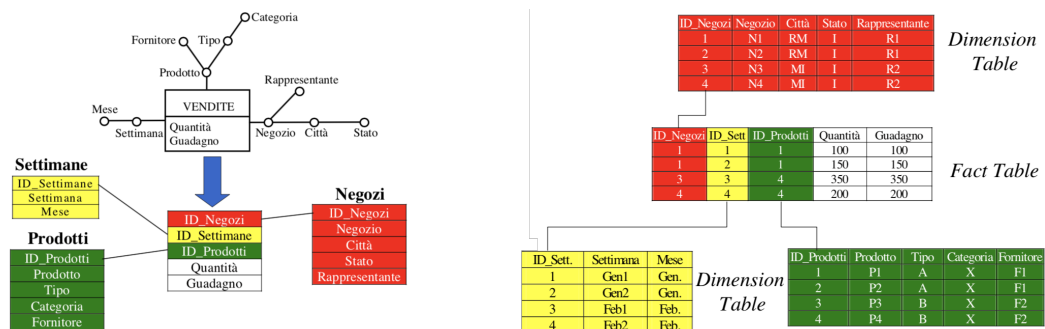 Categoria
Fornitore Tipo
Prodotto
Rappresentante
Mese
VENDITE
Settimana
Quantità
Guadagno
Negozio Città Stato
Settimane
ID_Settimane
Settimana
Mese
Prodotti
ID_Prodotti
Prodotto
Tipo
Categoria
Fornitore
ID_Negozi
ID_Settimane
ID_Prodotti
Quantità
Guadagno
Negozi
ID_Negozi
Negozio
Città
Stato
Rappresentante
ID_Negozi Negozio Città Stato Rappresentante
1 N1 RM I R1
2 N2 RM I R1
3 N3 MI I R2
4 N4 MI I R2
Dimension
Table
ID_Negozi ID_Sett ID_Prodotti Quantità Guadagno
1 1 1 100 100
1 2 1 150 150
3 3 4 350 350
4 4 4 200 200
Fact Table
ID_Sett. Settimana Mese
1 Gen1 Gen.
2 Gen2 Gen.
3 Feb1 Feb.
4 Feb2 Feb.
Dimension
Table
ID_Prodotti Prodotto Tipo Categoria Fornitore
1 P1 A X F1
2 P2 A X F1
3 P3 B X F2
4 P4 B X F2